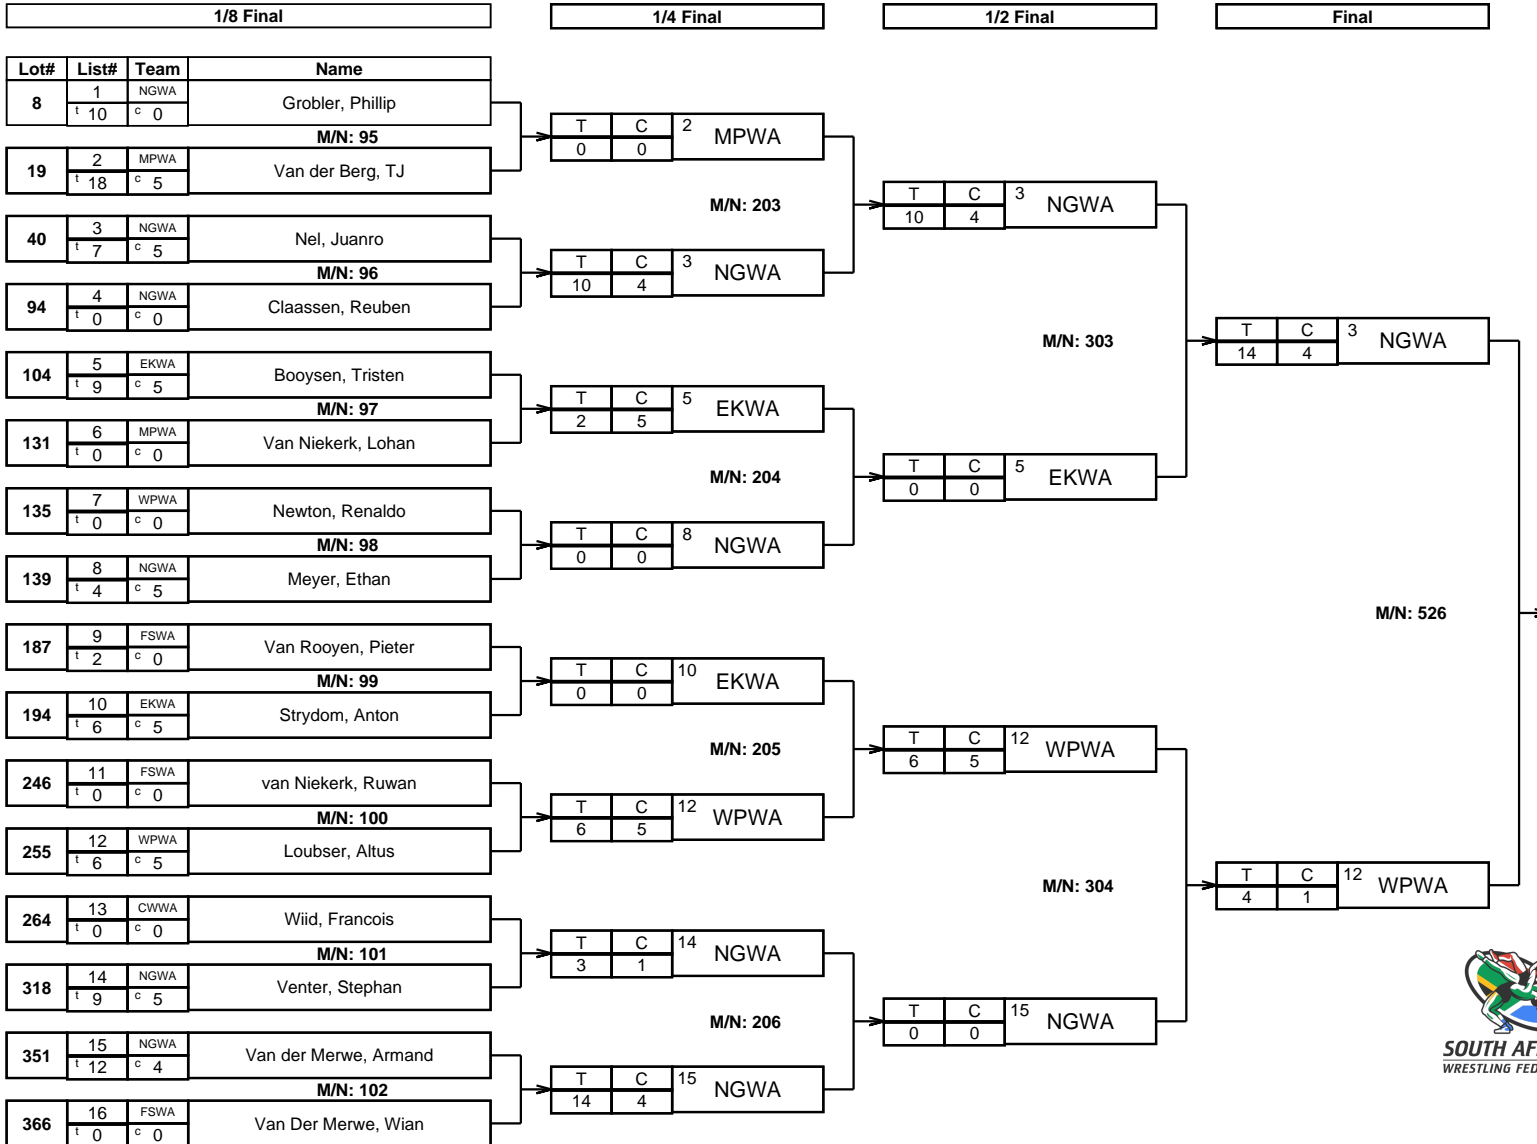 1/8 Final 1/4 Final 1/2 Final Final
Lot# List# Team Name
8 1 NGWA Grobler, Phillip
t 10 c 0
M/N: 95
T C 2 MPWA
0 0
19 2 MPWA Van der Berg, TJ
t 18 c 5
M/N: 203
T C 3 NGWA
10 4
40 3 NGWA Nel, Juanro
t 7 c 5
M/N: 96
T C 3 NGWA
10 4
94 4 NGWA Claassen, Reuben
t 0 c 0
M/N: 303
T C 3 NGWA
14 4
104 5 EKWA Booysen, Tristen
t 9 c 5
M/N: 97
T C 5 EKWA
2 5
131 6 MPWA Van Niekerk, Lohan
t 0 c 0
M/N: 204
T C 5 EKWA
0 0
135 7 WPWA Newton, Renaldo
t 0 c 0
M/N: 98
T C 8 NGWA
0 0
139 8 NGWA Meyer, Ethan
t 4 c 5
M/N: 526
187 9 FSWA Van Rooyen, Pieter
t 2 c 0
M/N: 99
T C 10 EKWA
0 0
194 10 EKWA Strydom, Anton
t 6 c 5
M/N: 205
T C 12 WPWA
6 5
246 11 FSWA van Niekerk, Ruwan
t 0 c 0
M/N: 100
T C 12 WPWA
6 5
255 12 WPWA Loubser, Altus
t 6 c 5
M/N: 304
T C 12 WPWA
4 1
264 13 CWWA Wiid, Francois
t 0 c 0
M/N: 101
T C 14 NGWA
3 1
318 14 NGWA Venter, Stephan
t 9 c 5
M/N: 206
T C 15 NGWA
0 0
351 15 NGWA Van der Merwe, Armand
t 12 c 4
M/N: 102
T C 15 NGWA
14 4
366 16 FSWA Van Der Merwe, Wian
t 0 c 0
SOUTH AF
WRESTLING FED